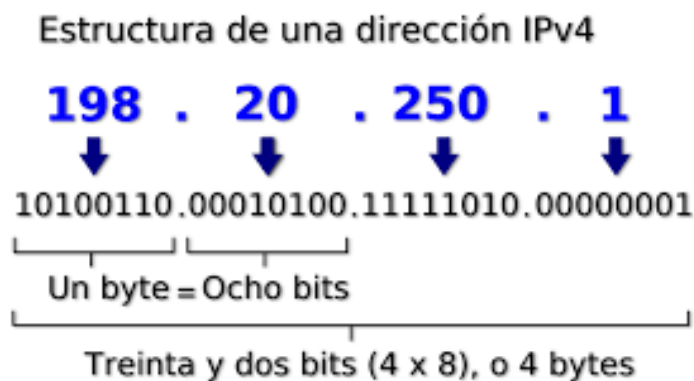 Estructura de una dirección IPv4
198 . 20 . 250 . 1
10100110.00010100.11111010.00000001
Un byte = Ocho bits
Treinta y dos bits (4 x 8), o 4 bytes